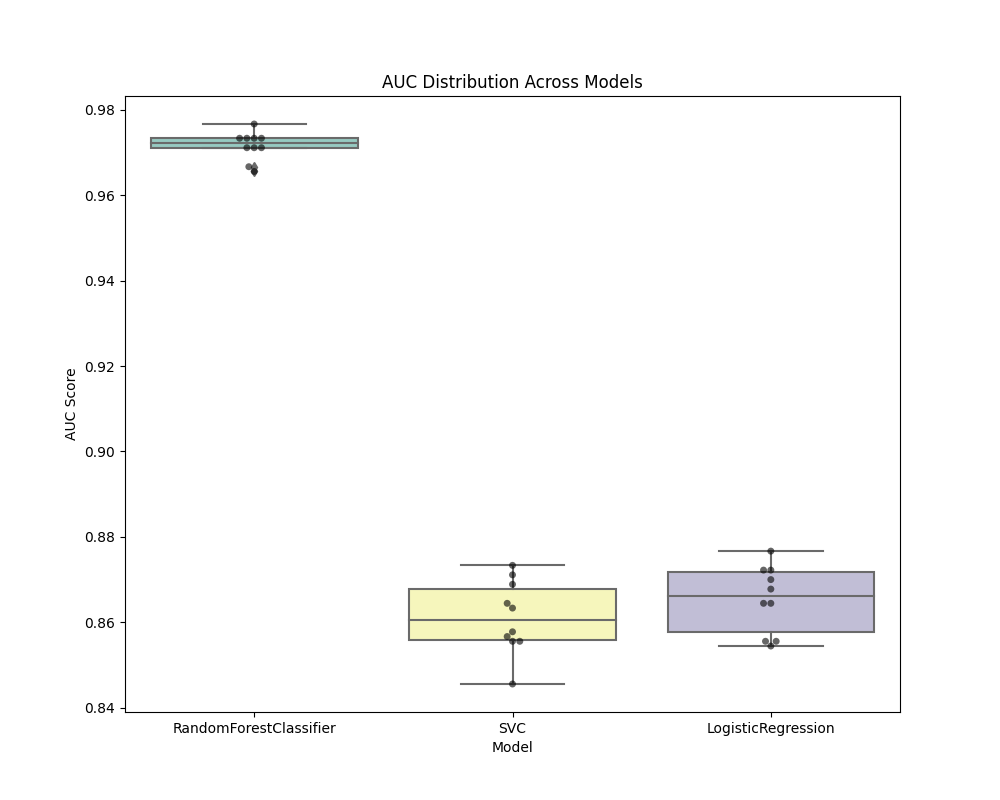 AUC Distribution Across Models
AUC Score
0.98
0.96
0.94
0.92
0.90
0.88
0.86
0.84
RandomForestClassifier
SVC
LogisticRegression
Model